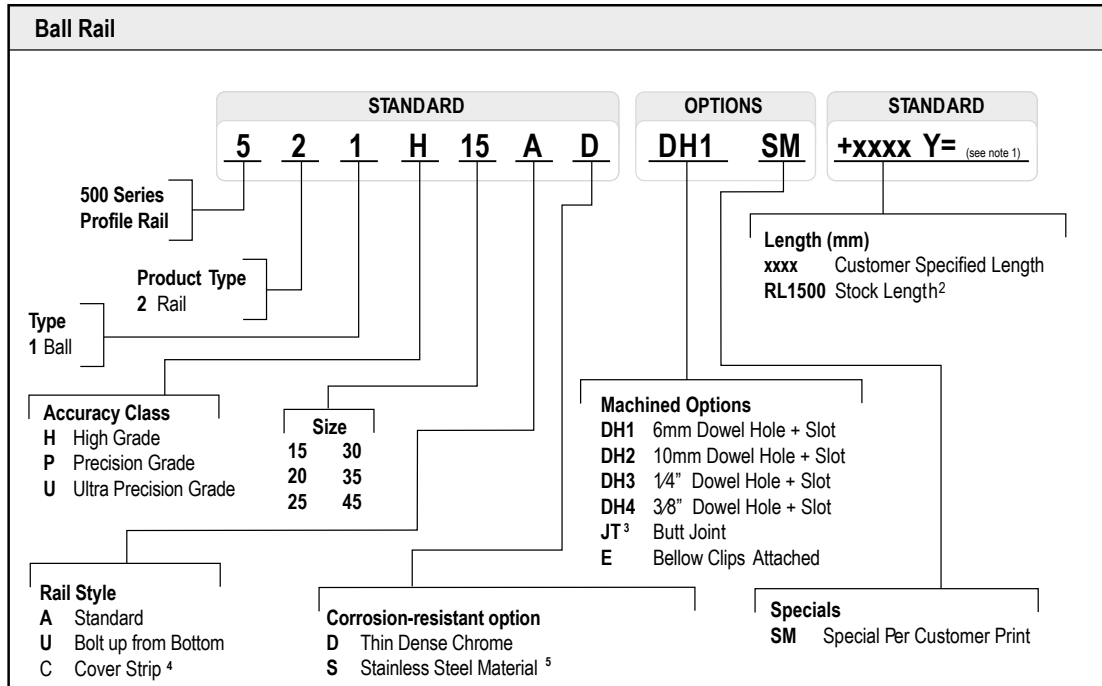 Ball Rail
STANDARD
OPTIONS
STANDARD
5 2 1 H 15 A D DH1 SM +xxxx Y= (see note 1)
500 Series
Profile Rail
Product Type
2 Rail
Type
1 Ball
Length (mm)
xxxx Customer Specified Length
RL1500 Stock Length2
Accuracy Class
H High Grade
P Precision Grade
U Ultra Precision Grade
Size
15 30
20 35
25 45
Machined Options
DH1 6mm Dowel Hole + Slot
DH2 10mm Dowel Hole + Slot
DH3 1/4” Dowel Hole + Slot
DH4 3/8” Dowel Hole + Slot
JT 3 Butt Joint
E Bellow Clips Attached
Rail Style
A Standard
U Bolt up from Bottom
C Cover Strip 4
Corrosion-resistant option
D Thin Dense Chrome
S Stainless Steel Material 5
Specials
SM Special Per Customer Print